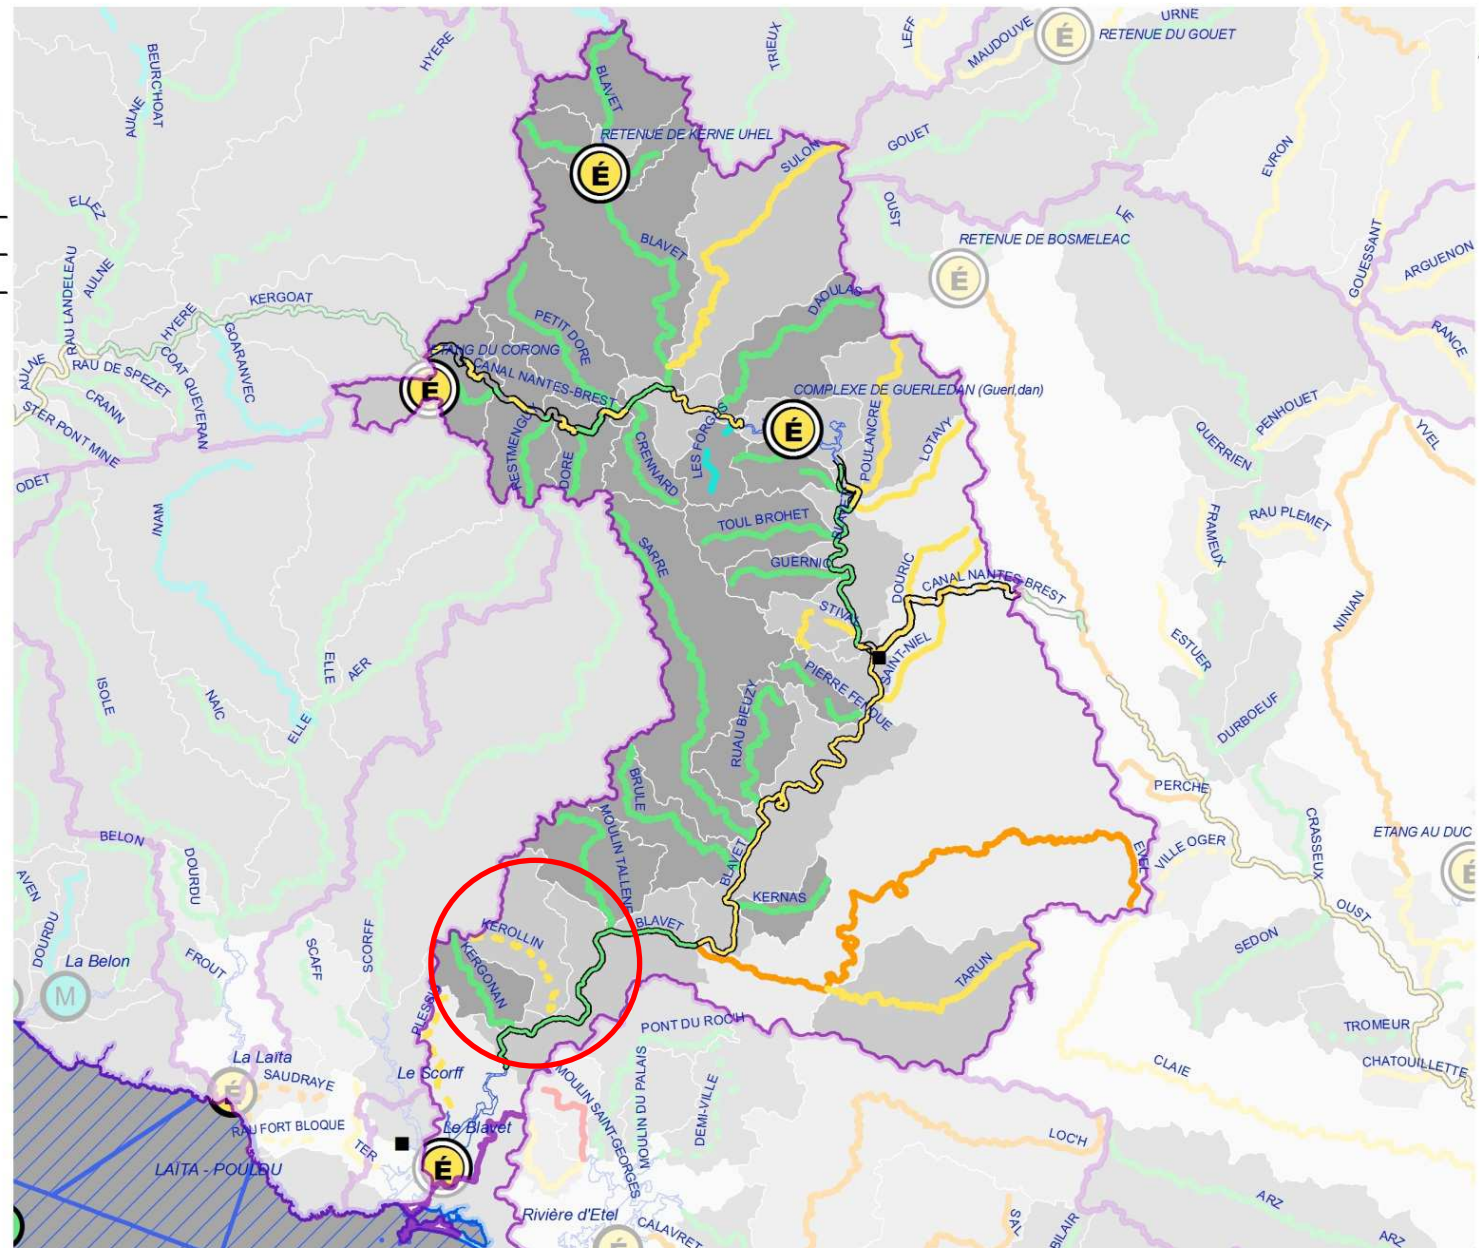 URNE
LEFF
MAUDOUVE
É
RETENUE DU GOUET
TRIEUX
HYERE
BEURC'HOAT
AULNE
BLAVET
RETENUE DE KERNE UHEL
É
GOUET
SULON
EVRON
ELLEZ
OUST
LIE
RETENUE DE BOSMELEAC
É
BLAVET
GOUESSANT
ARGUENON
RAU LANDELEAU
AULNE
KERGOAT
HYERE
GOARANVEC
DAOULAS
PETIT DORE
RANCE
AULNE
RAU DE SPEZET
COAT QUEVERAN
ETANG DU CORONG
É
CANAL NANTES-BREST
COMPLEXE DE GUERLEDAN (Guerl,dan)
É
CRANN
STER PONT MINE
PENHOUET
YVEL
LES FORGES
POULANCRE
LOTAVY
QUERRIEN
CRENNARD
DORE
ODET
INAM
TOUL BROHET
BLAVET
FRAMEUX
RAU PLEMET
SARRE
GUERNIC
DOURIC
CANAL NANTES-BREST
STIVAL
NINIAN
SAINT-NIEL
ESTUER
ELLE
AER
PIERRE FENDUE
ISOLE
NAIC
ELLE
RUAU BIEUZY
DURBOEUF
BRULE
PERCHE
MOULIN TALLENE
CRASSEUX
ETANG AU DUC
É
BELON
DOURDU
EVEL
VILLE OGER
AVEN
BLAVET
KERNAS
OUST
DOURDU
SCORFF
KEROLLIN
BLAVET
SCAFF
SEDON
La Belon
FROUT
KERGONAN
TARUN
M
PLESSIS
PONT DU ROC'H
TROMEUR
La Laïta
É
SAUDRAYE
Le Scorff
MOULIN SAINT-GEORGES
MOULIN DU PALAIS
DEMI-VILLE
CLAIE
CHATOUILLETTE
RAU FORT BLOQUE
TER
Le Blavet
É
LOC'H
LAÏTA - POULDU
ARZ
Rivière d'Etel
É
CALAVRET
SAL
BILAIR
ARZ